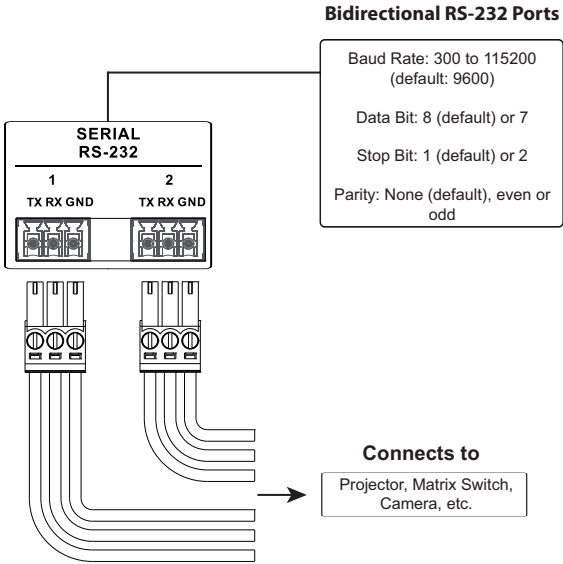 Bidirectional RS-232 Ports
Baud Rate: 300 to 115200
(default: 9600)
Data Bit: 8 (default) or 7
Stop Bit: 1 (default) or 2
Parity: None (default), even or
odd
SERIAL
RS-232
1 2
TX RX GND TX RX GND
Connects to
Projector, Matrix Switch,
Camera, etc.